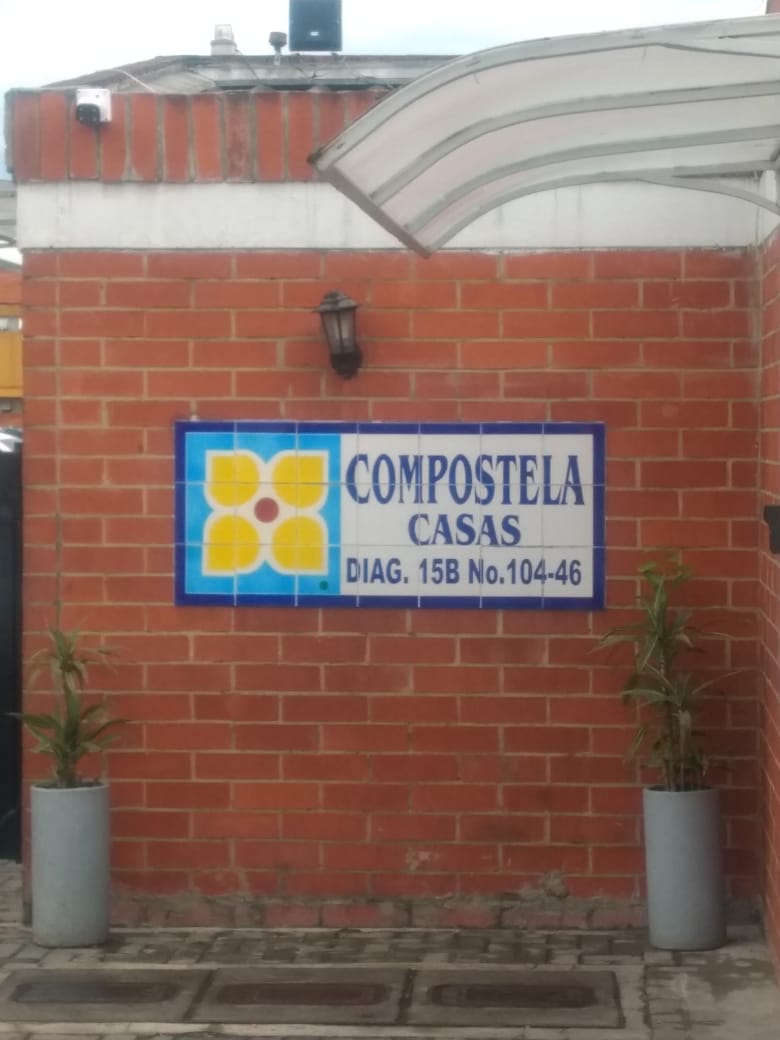 COMPOSTELA
CASAS
DIAG. 15B No.104-46